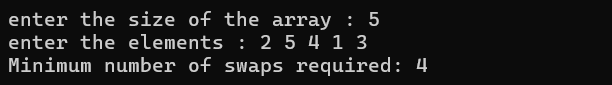 enter the size of the array : 5
enter the elements : 2 5 4 1 3
Minimum number of swaps required: 4